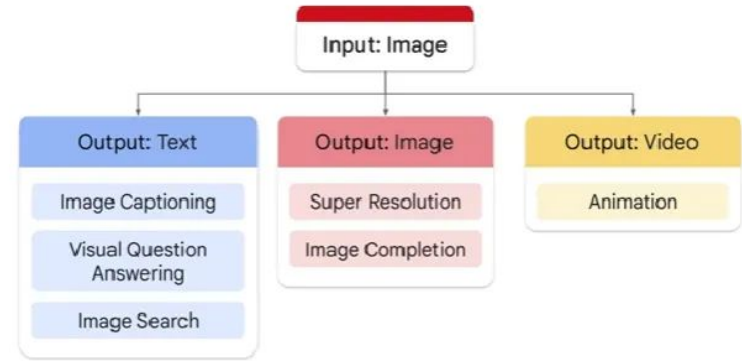 Input: Image
Output: Text
Image Captioning
Visual Question
Answering
Image Search
Output: Image
Super Resolution
Image Completion
Output: Video
Animation